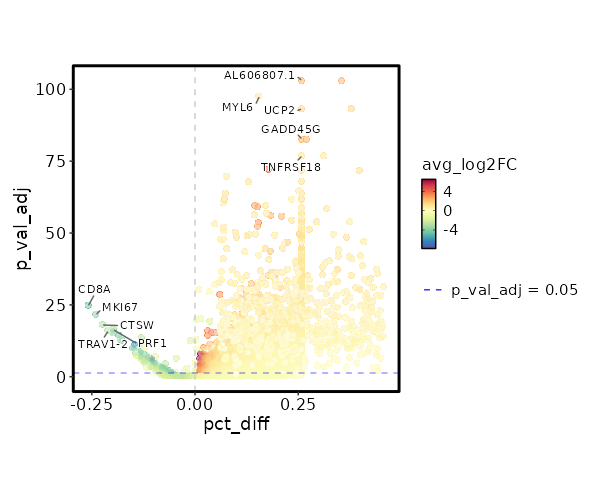 AL606807.1
MYL6
UCP2
GADD45G
TNFRSF18
CD8A
MKI67
CTSW
TRAV1-2
PRF1
100
75
50
25
0
p_val_adj
-0.25
0.00
0.25
pct_diff
avg_log2FC
4
0
-4
p_val_adj = 0.05